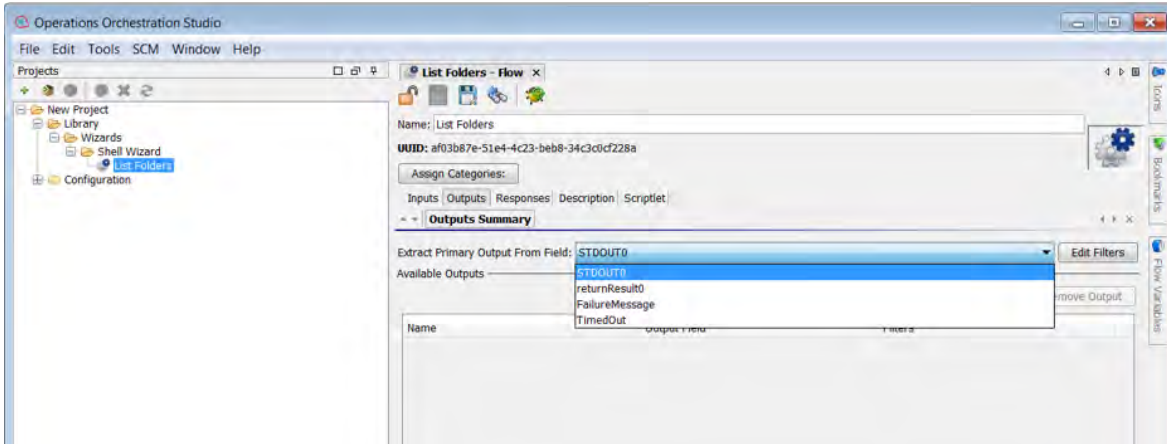 Operations Orchestration Studio
File Edit Tools SCM Window Help
Projects
New Project
Library
Wizards
Shell Wizard
List Folders
Configuration
List Folders - Flow
Name: List Folders
UUID: af03b87e-51e4-4c23-beb8-34c3c0cf228a
Assign Categories:
Inputs Outputs Responses Description Scriptlet
Outputs Summary
Extract Primary Output From Field: STDOUT0 Edit Filters
Available Outputs
STDOUT0
returnResult0
FailureMessage
TimedOut
move Output
Name Output Field Filters
Icons
Bookmarks
Flow Variables